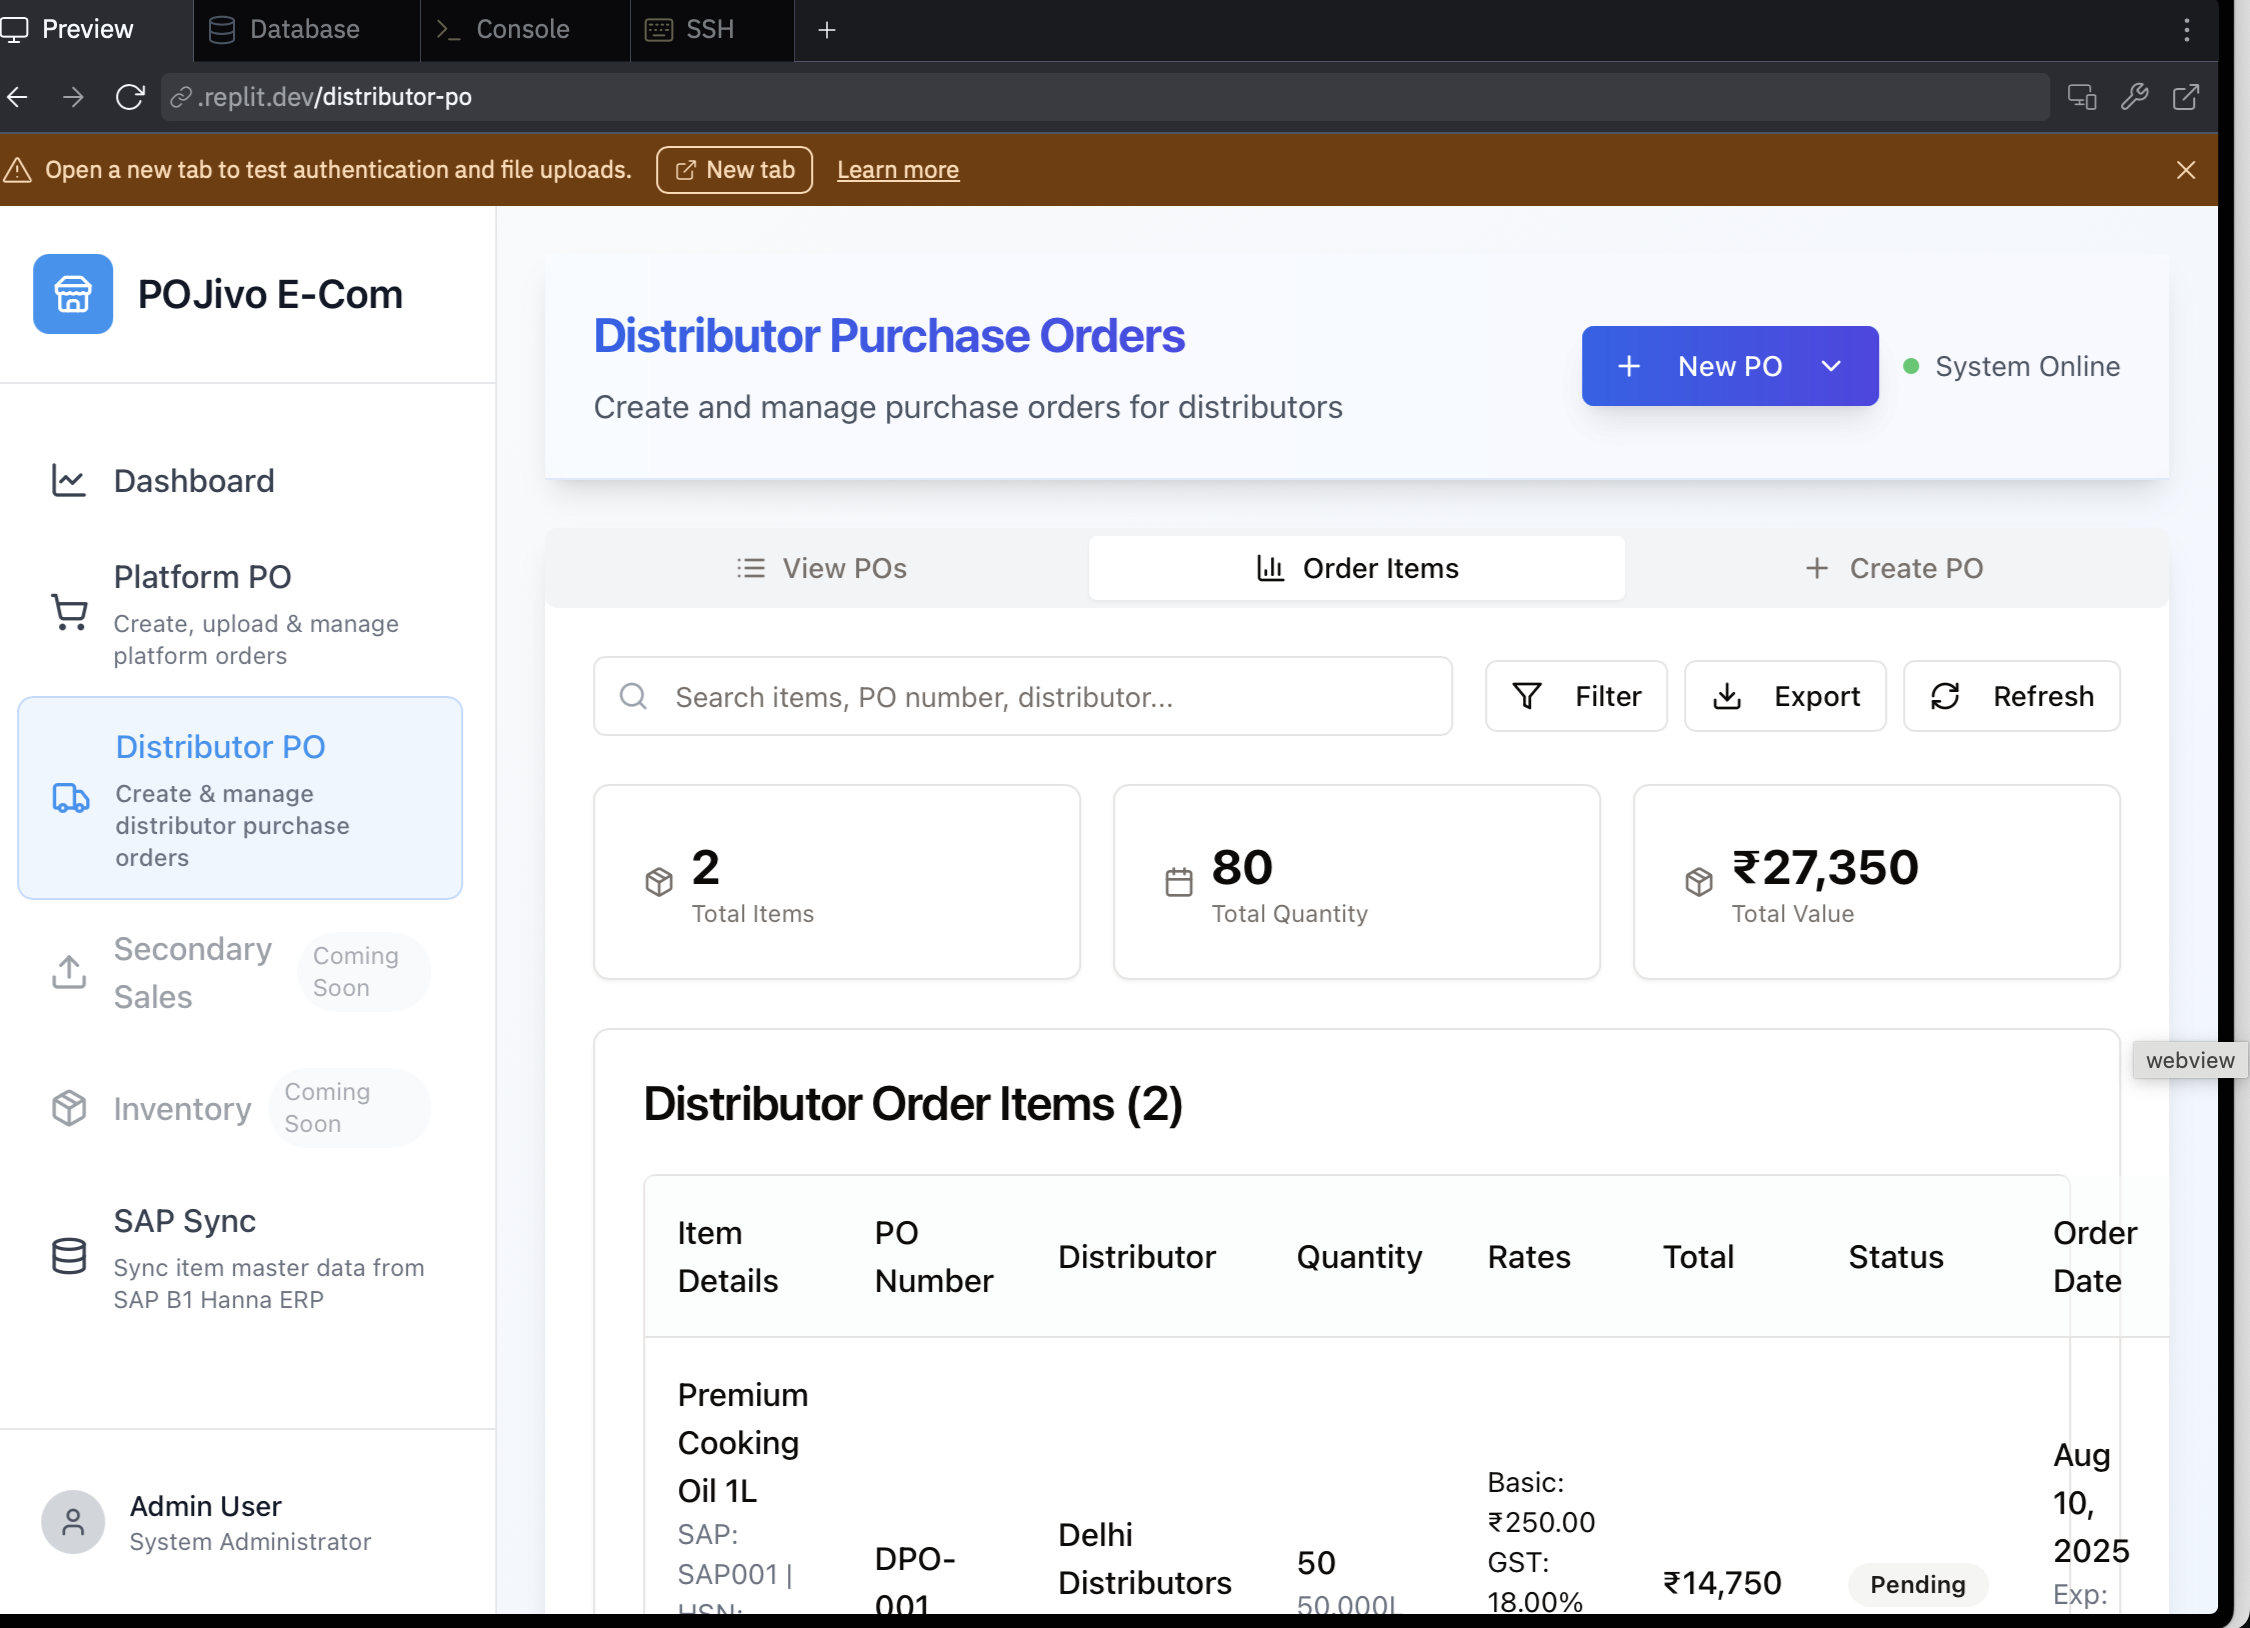 Preview
Database
Console
SSH
.replit.dev/distributor-po
Open a new tab to test authentication and file uploads.
New tab
Learn more
POJivo E-Com
Dashboard
Platform PO
Create, upload & manage
platform orders
Distributor PO
Create & manage
distributor purchase
orders
Secondary
Sales
Coming
Soon
Inventory
Coming
Soon
SAP Sync
Sync item master data from
SAP B1 Hanna ERP
Admin User
System Administrator
Distributor Purchase Orders
Create and manage purchase orders for distributors
New PO
System Online
View POs
Order Items
Create PO
Search items, PO number, distributor...
Filter
Export
Refresh
2
Total Items
80
Total Quantity
₹27,350
Total Value
webview
Distributor Order Items (2)
Item
Details
PO
Number
Distributor
Quantity
Rates
Total
Status
Order
Date
Premium
Cooking
Oil 1L
SAP:
SAP001 |
HSN:
DPO-
001
Delhi
Distributors
50
50.000L
Basic:
₹250.00
GST:
18.00%
₹14,750
Pending
Aug
10,
2025
Exp: